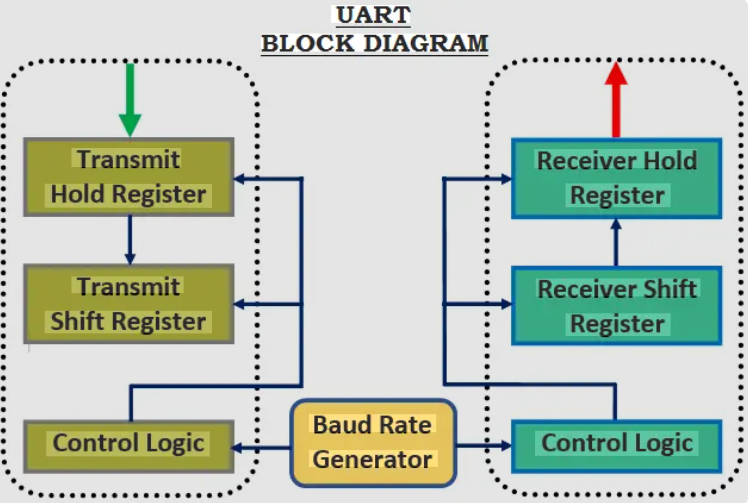 UART
BLOCK DIAGRAM
Transmit
Hold Register
Transmit
Shift Register
Control Logic
Baud Rate
Generator
Receiver Hold
Register
Receiver Shift
Register
Control Logic